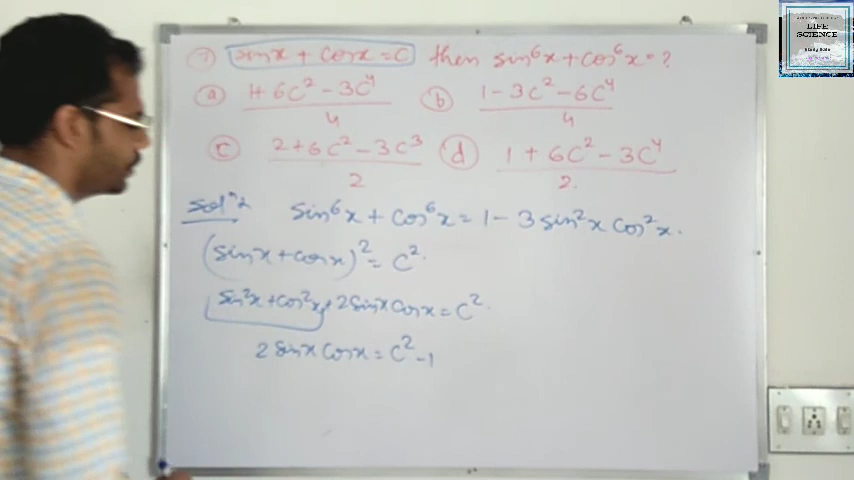 7) sinx + cosx = C then sin⁶x + cos⁶x = ?
a) 1 + 6C² - 3C⁴ / 4 b) 1 - 3C² - 6C⁴ / 4
c) 2 + 6C² - 3C³ / 2 d) 1 + 6C² - 3C⁴ / 2
sin⁶x + cos⁶x = 1 - 3 sin²x cos²x.
(sinx + cosx)² = C².
sin²x + cos²x + 2 sinx cosx = C²
2 sinx cosx = C² - 1
LIFE
SCIENCE